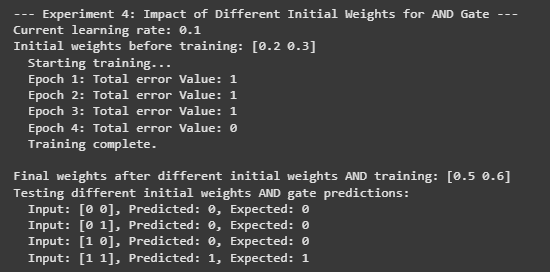 --- Experiment 4: Impact of Different Initial Weights for AND Gate ---
Current learning rate: 0.1
Initial weights before training: [0.2 0.3]
Starting training...
Epoch 1: Total error Value: 1
Epoch 2: Total error Value: 1
Epoch 3: Total error Value: 1
Epoch 4: Total error Value: 0
Training complete.
Final weights after different initial weights AND training: [0.5 0.6]
Testing different initial weights AND gate predictions:
Input: [0 0], Predicted: 0, Expected: 0
Input: [0 1], Predicted: 0, Expected: 0
Input: [1 0], Predicted: 0, Expected: 0
Input: [1 1], Predicted: 1, Expected: 1